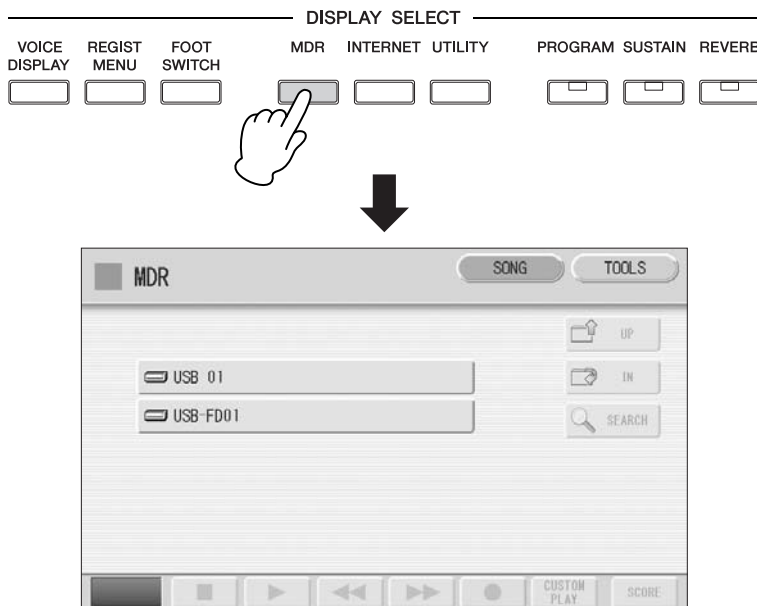 DISPLAY SELECT
VOICE DISPLAY
REGIST MENU
FOOT SWITCH
MDR
INTERNET
UTILITY
PROGRAM
SUSTAIN
REVERB
MDR
SONG
TOOLS
UP
USB 01
IN
USB-FD01
SEARCH
CUSTOM PLAY
SCORE